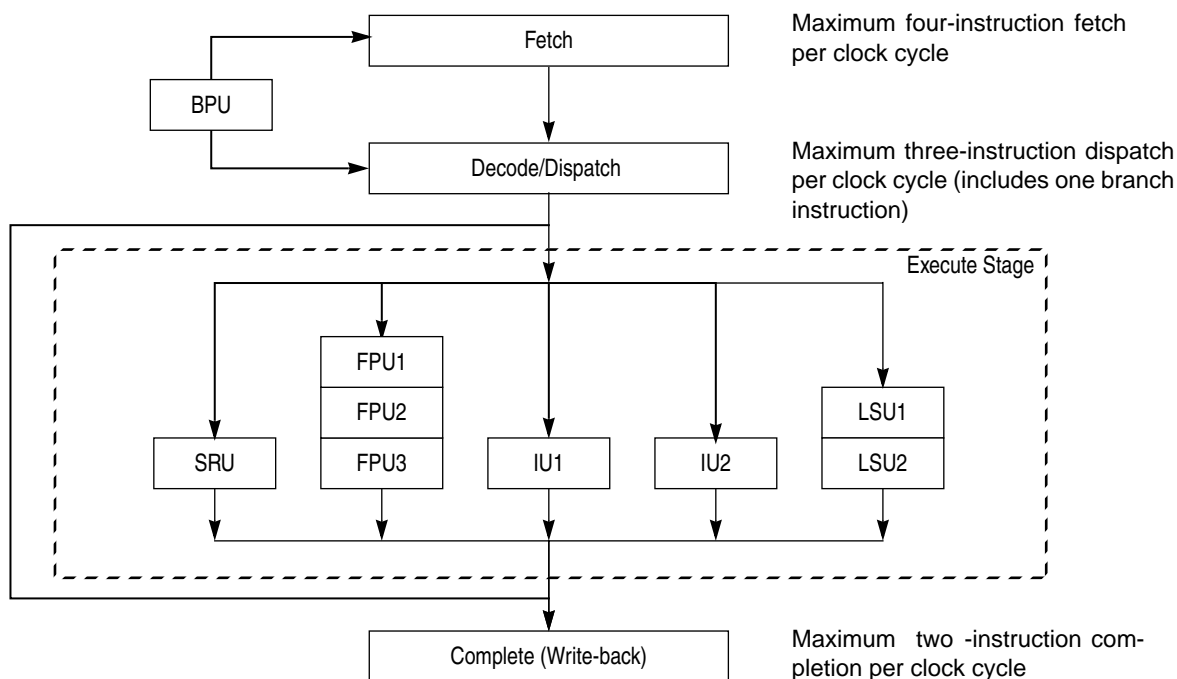 Fetch
Maximum four-instruction fetch
per clock cycle
BPU
Decode/Dispatch
Maximum three-instruction dispatch
per clock cycle (includes one branch
instruction)
Execute Stage
FPU1
FPU2
LSU1
SRU
FPU3
IU1
IU2
LSU2
Complete (Write-back)
Maximum two -instruction com-
pletion per clock cycle